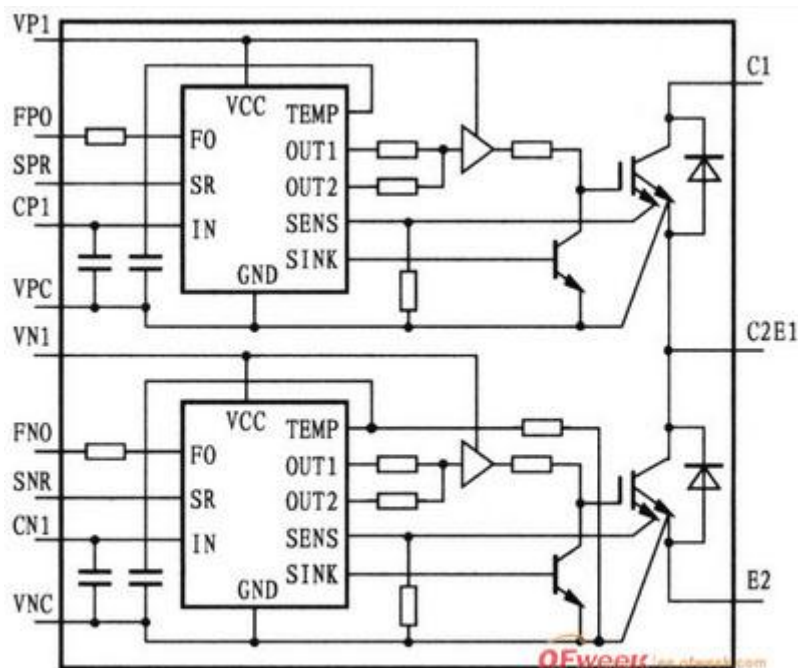 VP1
C1
VCC
TEMP
FPO
FO
OUT1
SPR
SR
OUT2
CP1
IN
SENS
SINK
GND
VPC
VN1
C2E1
VCC
TEMP
FNO
FO
OUT1
SNR
SR
OUT2
CN1
IN
SENS
SINK
GND
VNC
E2
OFweek